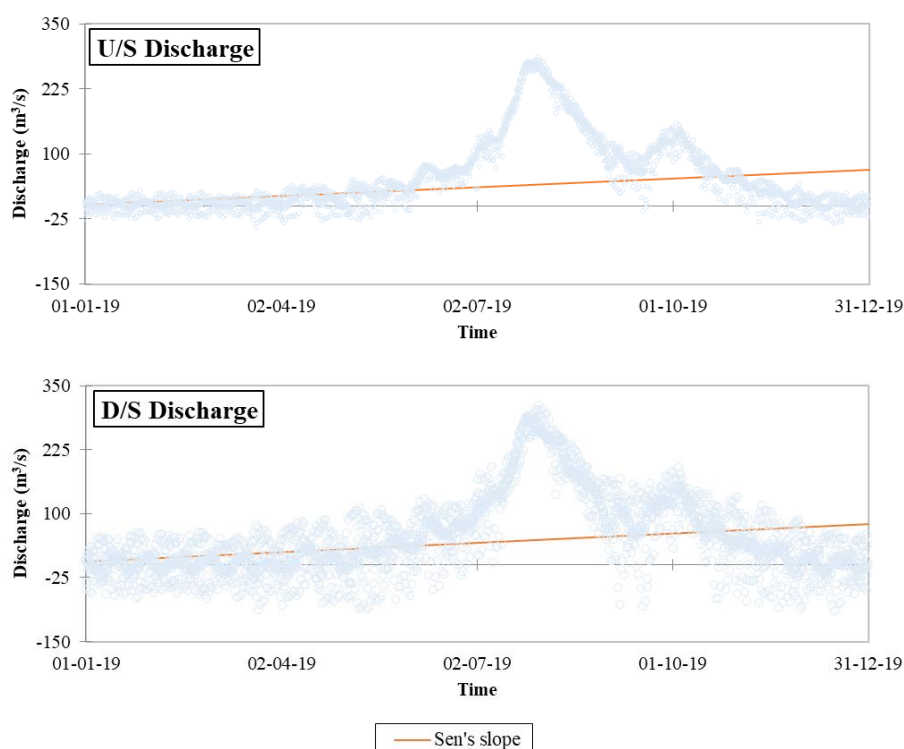 350
U/S Discharge
225
100
-25
-150
Discharge (m³/s)
01-01-19 02-04-19 02-07-19 01-10-19 31-12-19
Time
350
D/S Discharge
225
100
-25
-150
Discharge (m³/s)
01-01-19 02-04-19 02-07-19 01-10-19 31-12-19
Time
Sen's slope